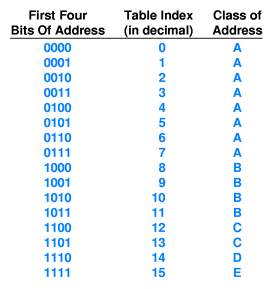 First Four Table Index Class of
Bits Of Address (in decimal) Address
0000 0 A
0001 1 A
0010 2 A
0011 3 A
0100 4 A
0101 5 A
0110 6 A
0111 7 A
1000 8 B
1001 9 B
1010 10 B
1011 11 B
1100 12 C
1101 13 C
1110 14 D
1111 15 E